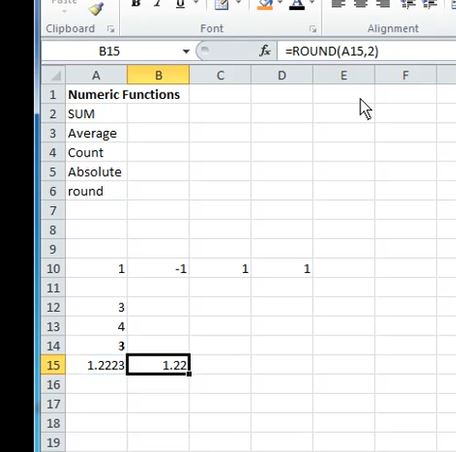 Paste
B I U A
Clipboard Font Alignment
B15 fx =ROUND(A15,2)
A B C D E F
1 Numeric Functions
2 SUM
3 Average
4 Count
5 Absolute
6 round
7
8
9
10 1 -1 1 1
11
12 3
13 4
14 3
15 1.2223 1.22
16
17
18
19